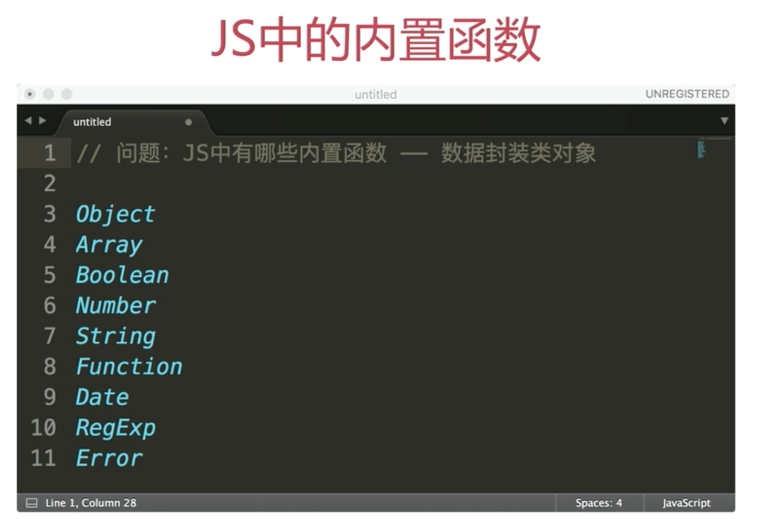 JS中的内置函数
untitled
UNREGISTERED
untitled
1 // 问题：JS中有哪些内置函数 —— 数据封装类对象
2
3 Object
4 Array
5 Boolean
6 Number
7 String
8 Function
9 Date
10 RegExp
11 Error
Line 1, Column 28
Spaces: 4
JavaScript